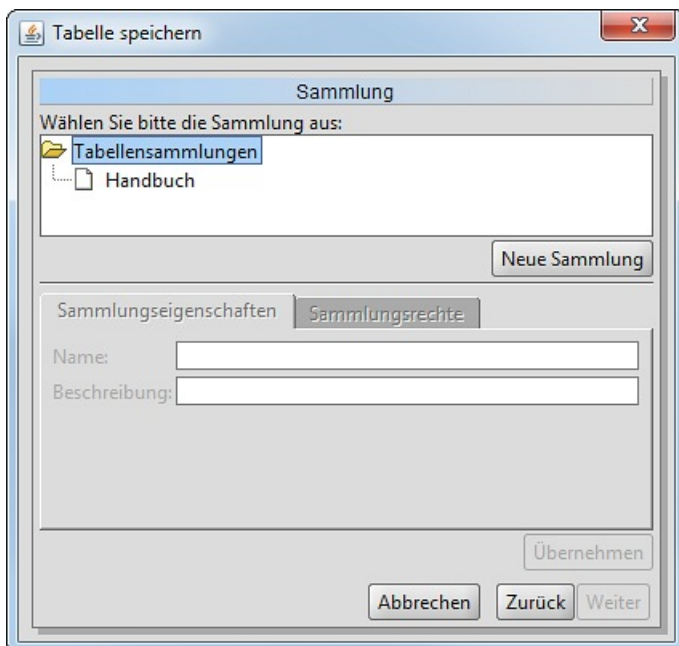 Tabelle speichern
Sammlung
Wählen Sie bitte die Sammlung aus:
Tabellensammlungen
Handbuch
Neue Sammlung
Sammlungseigenschaften Sammlungsrechte
Name:
Beschreibung:
Übernehmen
Abbrechen Zurück Weiter